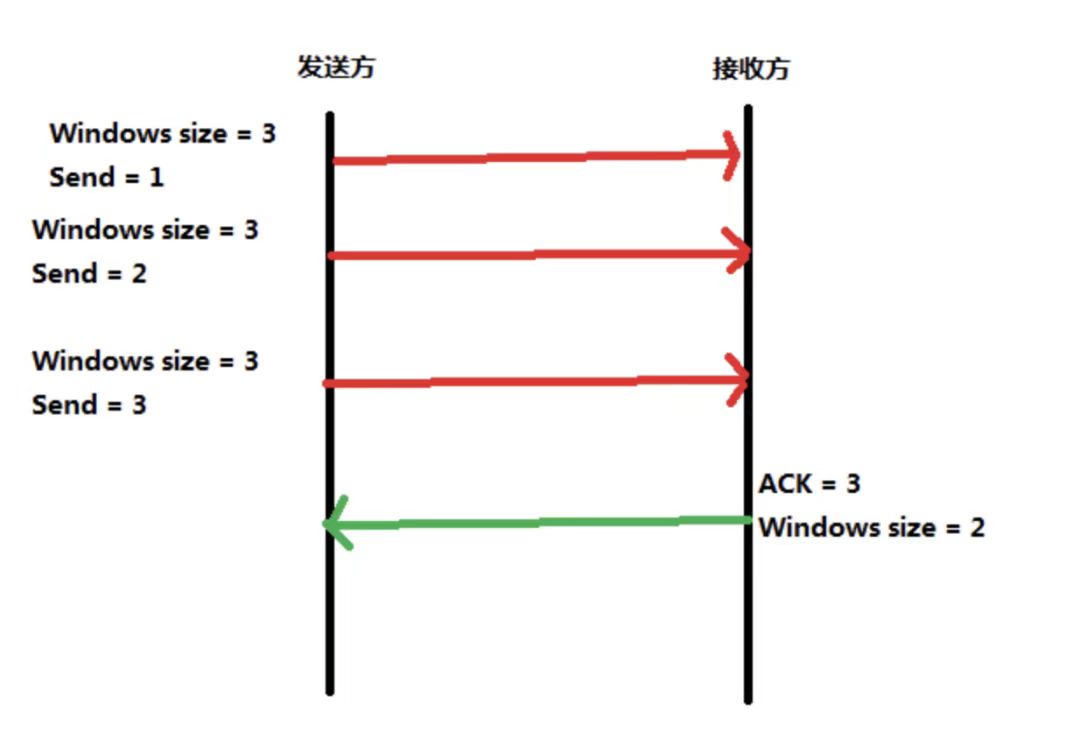 发送方
接收方
Windows size = 3
Send = 1
Windows size = 3
Send = 2
Windows size = 3
Send = 3
ACK = 3
Windows size = 2